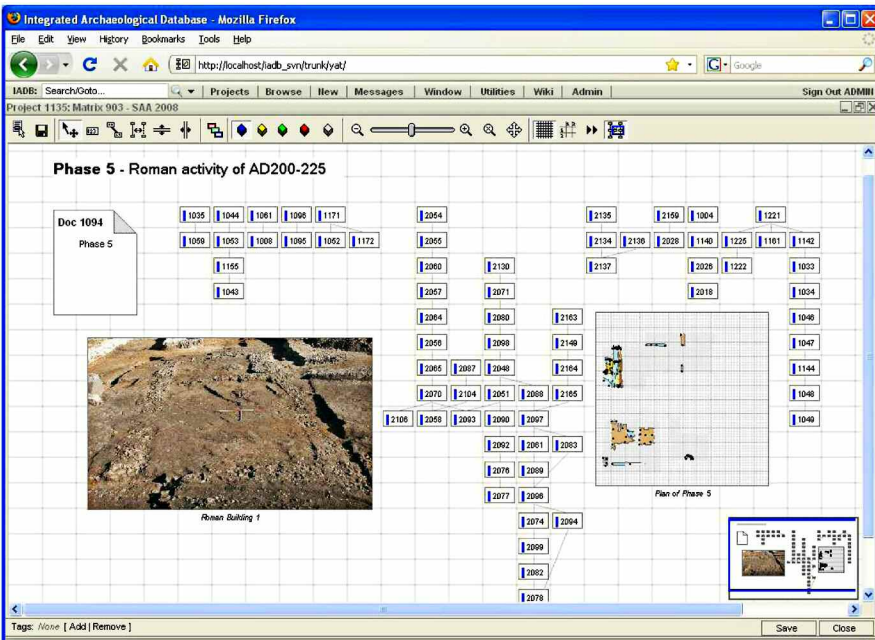 Integrated Archaeological Database - Mozilla Firefox
File Edit View History Bookmarks Tools Help
http://localhost/iadb_svn/trunk/yat/
Google
IADB: Search/Goto... Projects | Browse | New | Messages | Window | Utilities | Wiki | Admin | Sign Out ADMIN
Project 1135: Matrix 903 - SAA 2008
Phase 5 - Roman activity of AD200-225
Doc 1094
Phase 5
1035 1044 1061 1096 1171 2054 2135 2159 1004 1221
1059 1053 1008 1095 1052 1172 2055 2134 2136 2028 1140 1225 1161 1142
1155 2060 2130 2137 2026 1222 1033
1043 2057 2071 2018 1034
2064 2080 2163 1046
2056 2098 2149 1047
2065 2087 2048 2164 1144
2070 2104 2051 2088 2165 1048
2106 2058 2093 2090 2097 1049
2092 2061 2083
2076 2089
2077 2096
Plan of Phase 5
Roman Building 1
2074 2094
2099
2082
2078
Tags: None [ Add | Remove ] Save Close